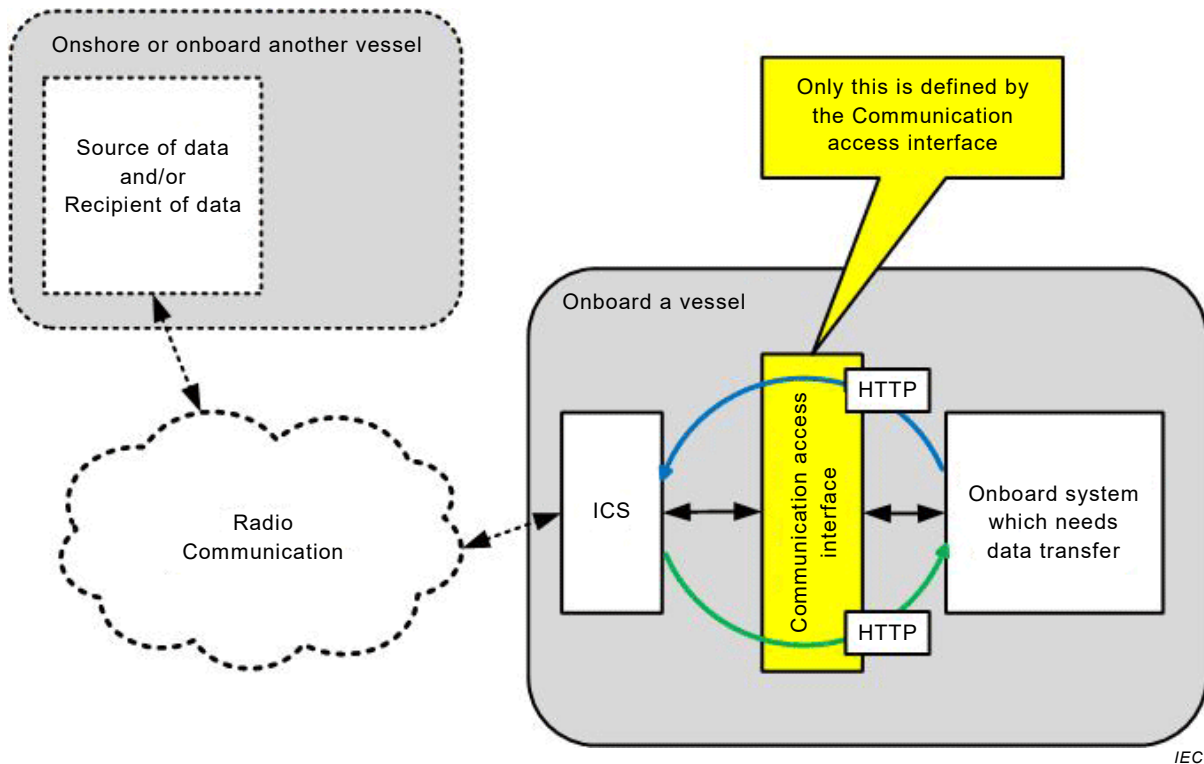 Onshore or onboard another vessel
Source of data
and/or
Recipient of data
Only this is defined by
the Communication
access interface
Onboard a vessel
HTTP
Communication access
interface
ICS
Onboard system
which needs
data transfer
Radio
Communication
HTTP
IEC